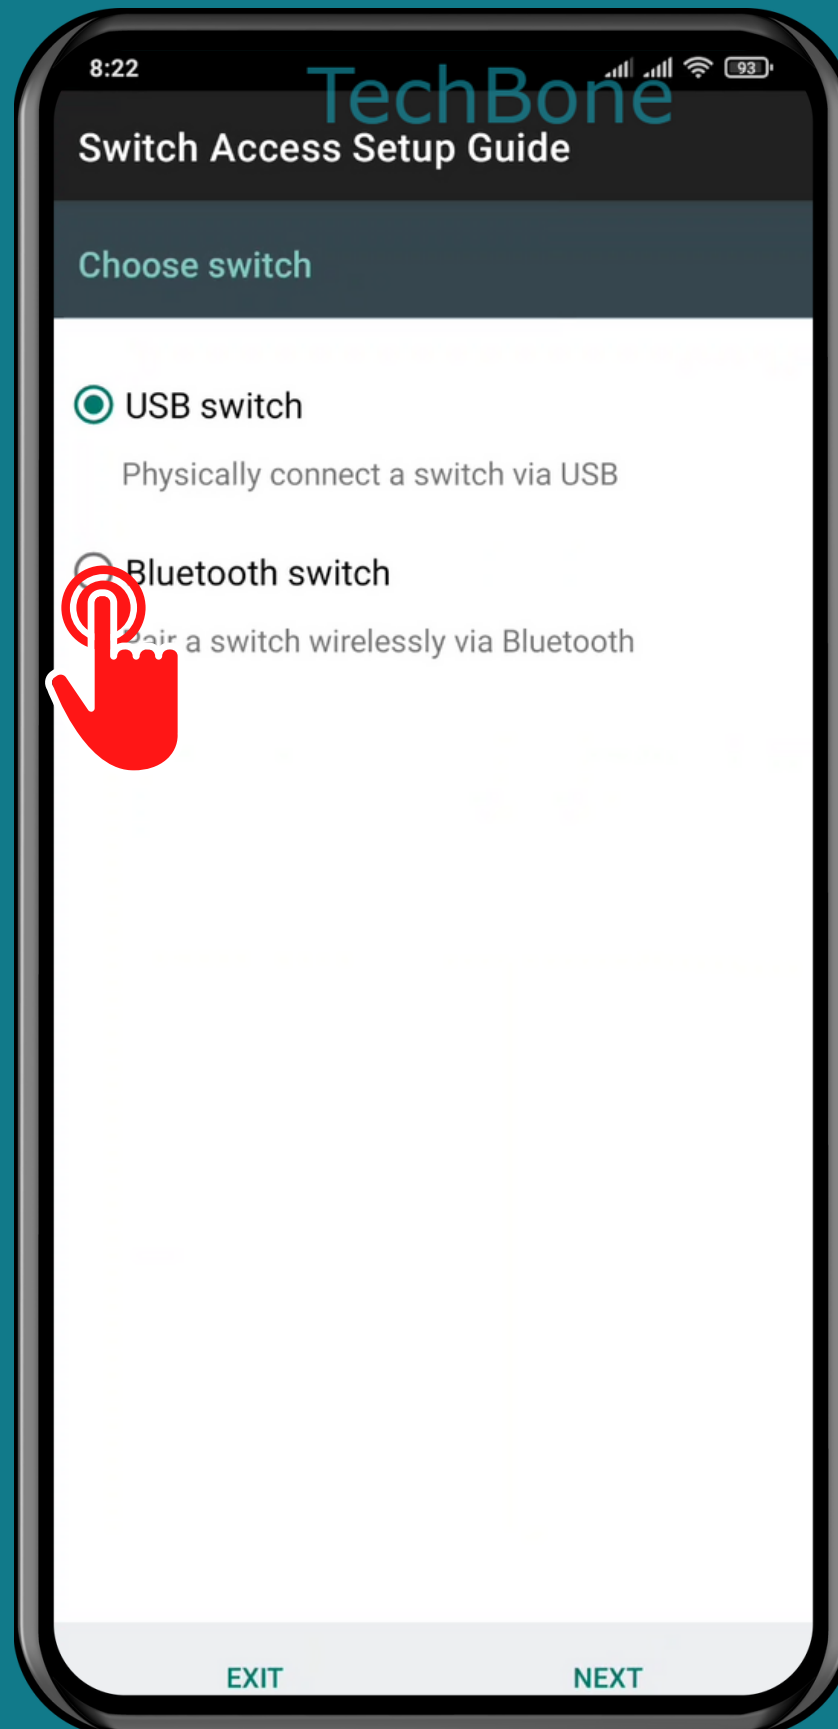 8:22
TechBone
93
Switch Access Setup Guide
Choose switch
USB switch
Physically connect a switch via USB
Bluetooth switch
Pair a switch wirelessly via Bluetooth
EXIT
NEXT